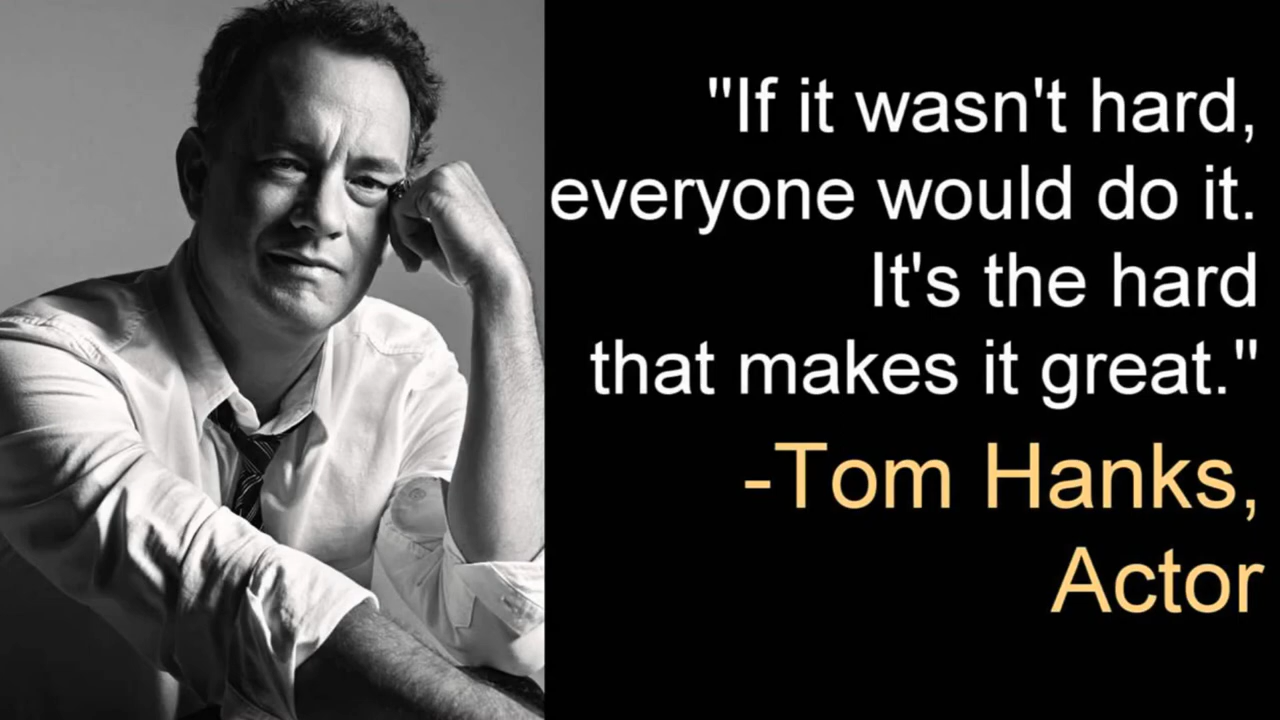 "If it wasn't hard,
everyone would do it.
It's the hard
that makes it great."
-Tom Hanks,
Actor